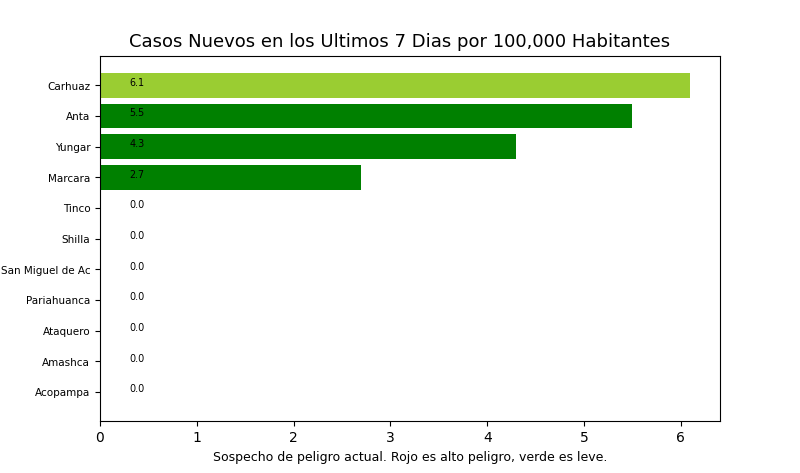 Casos Nuevos en los Ultimos 7 Dias por 100,000 Habitantes
Carhuaz 6.1
Anta 5.5
Yungar 4.3
Marcara 2.7
Tinco 0.0
Shilla 0.0
San Miguel de Ac 0.0
Pariahuanca 0.0
Ataquero 0.0
Amashca 0.0
Acopampa 0.0
0 1 2 3 4 5 6
Sospecho de peligro actual. Rojo es alto peligro, verde es leve.